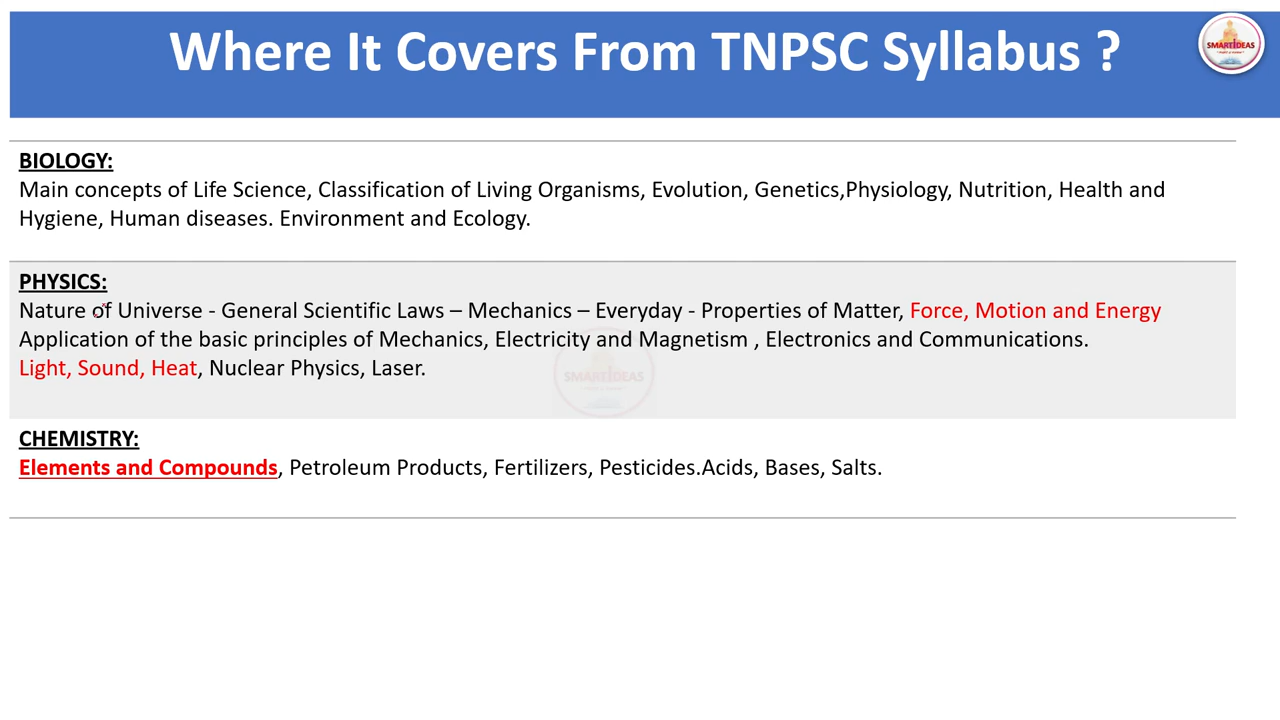 Where It Covers From TNPSC Syllabus ?
SMARTIDEAS
BIOLOGY:
Main concepts of Life Science, Classification of Living Organisms, Evolution, Genetics,Physiology, Nutrition, Health and
Hygiene, Human diseases. Environment and Ecology.
PHYSICS:
Nature of Universe - General Scientific Laws – Mechanics – Everyday - Properties of Matter, Force, Motion and Energy
Application of the basic principles of Mechanics, Electricity and Magnetism , Electronics and Communications.
Light, Sound, Heat, Nuclear Physics, Laser.
SMARTIDEAS
CHEMISTRY:
Elements and Compounds, Petroleum Products, Fertilizers, Pesticides.Acids, Bases, Salts.